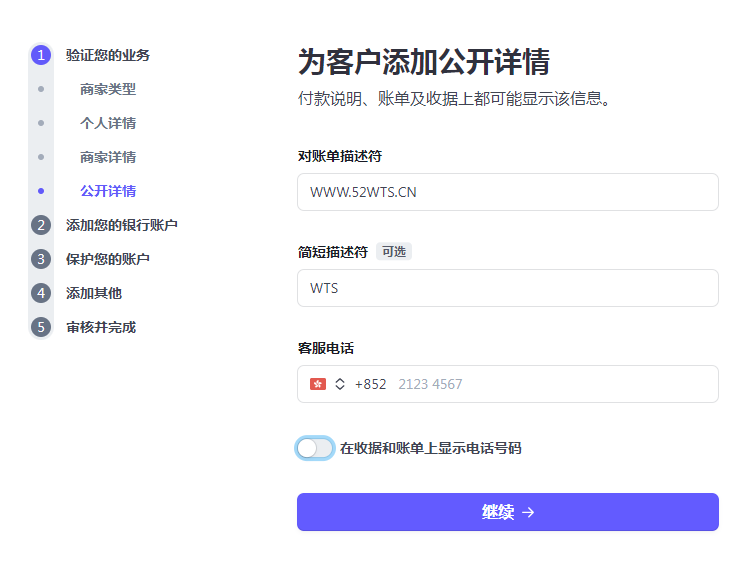 1 验证您的业务
商家类型
个人详情
商家详情
公开详情
2 添加您的银行账户
3 保护您的账户
4 添加其他
5 审核并完成
为客户添加公开详情
付款说明、账单及收据上都可能显示该信息。
对账单描述符
WWW.52WTS.CN
简短描述符 可选
WTS
客服电话
+852 2123 4567
在收据和账单上显示电话号码
继续 →